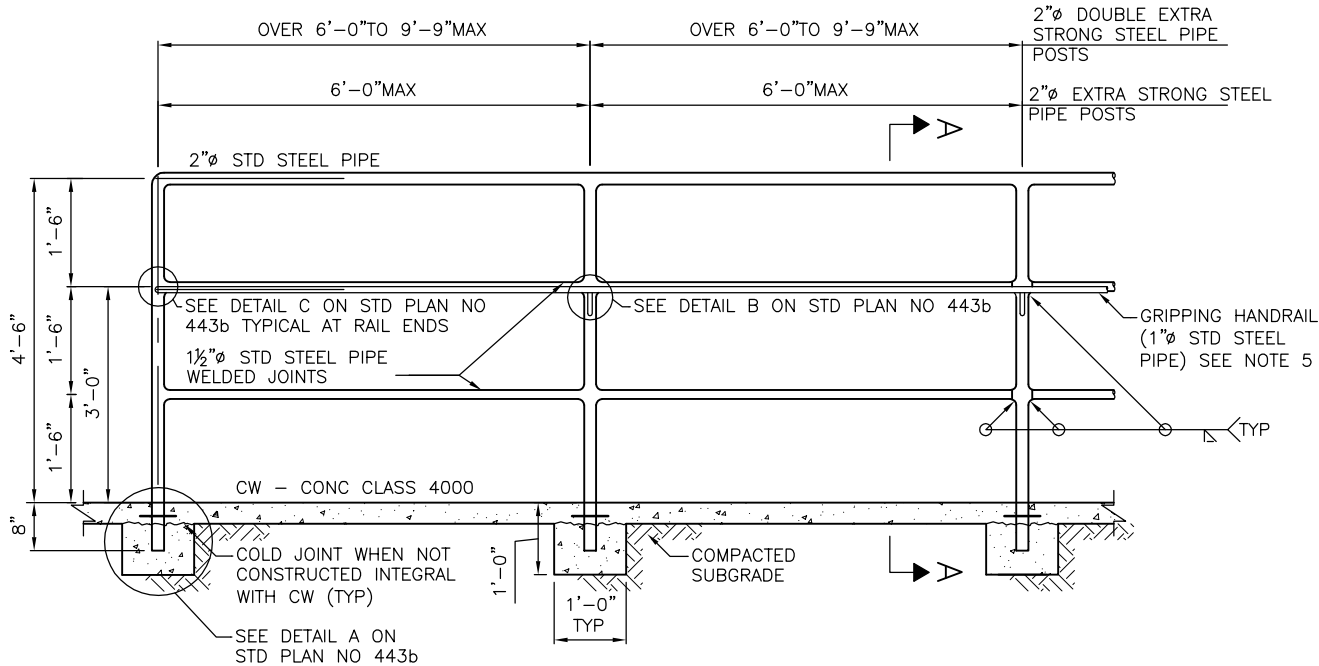 OVER 6'-0"TO 9'-9"MAX
OVER 6'-0"TO 9'-9"MAX
2"ø DOUBLE EXTRA
STRONG STEEL PIPE
POSTS
6'-0"MAX
6'-0"MAX
2"ø EXTRA STRONG STEEL
PIPE POSTS
A
2"ø STD STEEL PIPE
1'-6"
4'-6"
1'-6"
3'-0"
1'-6"
8"
SEE DETAIL C ON STD PLAN NO
443b TYPICAL AT RAIL ENDS
SEE DETAIL B ON STD PLAN NO 443b
GRIPPING HANDRAIL
(1"ø STD STEEL
PIPE) SEE NOTE 5
1½"ø STD STEEL PIPE
WELDED JOINTS
TYP
CW – CONC CLASS 4000
COLD JOINT WHEN NOT
CONSTRUCTED INTEGRAL
WITH CW (TYP)
1'-0"
COMPACTED
SUBGRADE
A
1'-0"
TYP
SEE DETAIL A ON
STD PLAN NO 443b